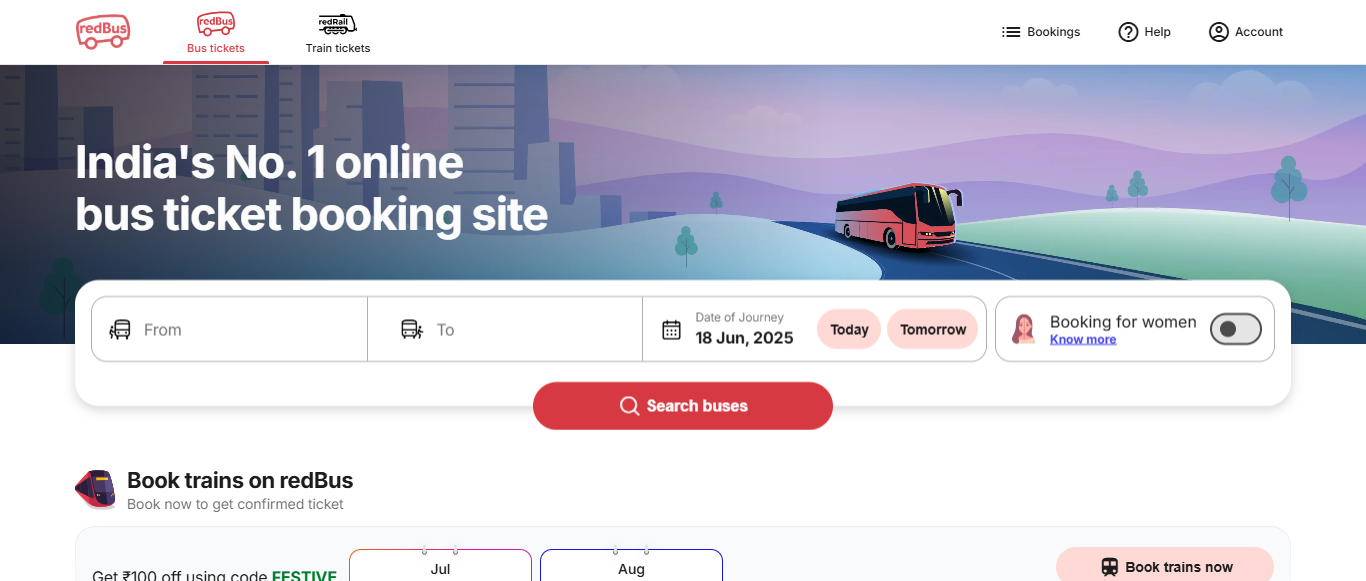 redBus
redBus
Bus tickets
redRail
Train tickets
Bookings
Help
Account
India's No. 1 online
bus ticket booking site
From
To
Date of Journey
18 Jun, 2025
Today
Tomorrow
Booking for women
Know more
Search buses
Book trains on redBus
Book now to get confirmed ticket
Get ₹100 off using code FESTIVE
Jul
Aug
Book trains now